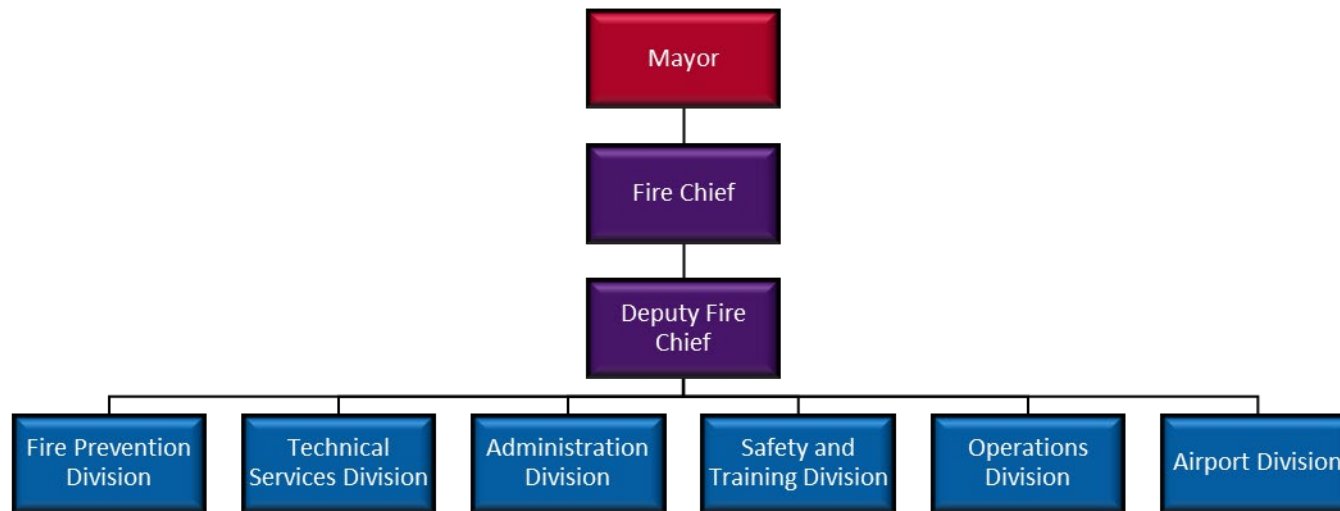 Mayor
Fire Chief
Deputy Fire
Chief
Fire Prevention
Division
Technical
Services Division
Administration
Division
Safety and
Training Division
Operations
Division
Airport Division